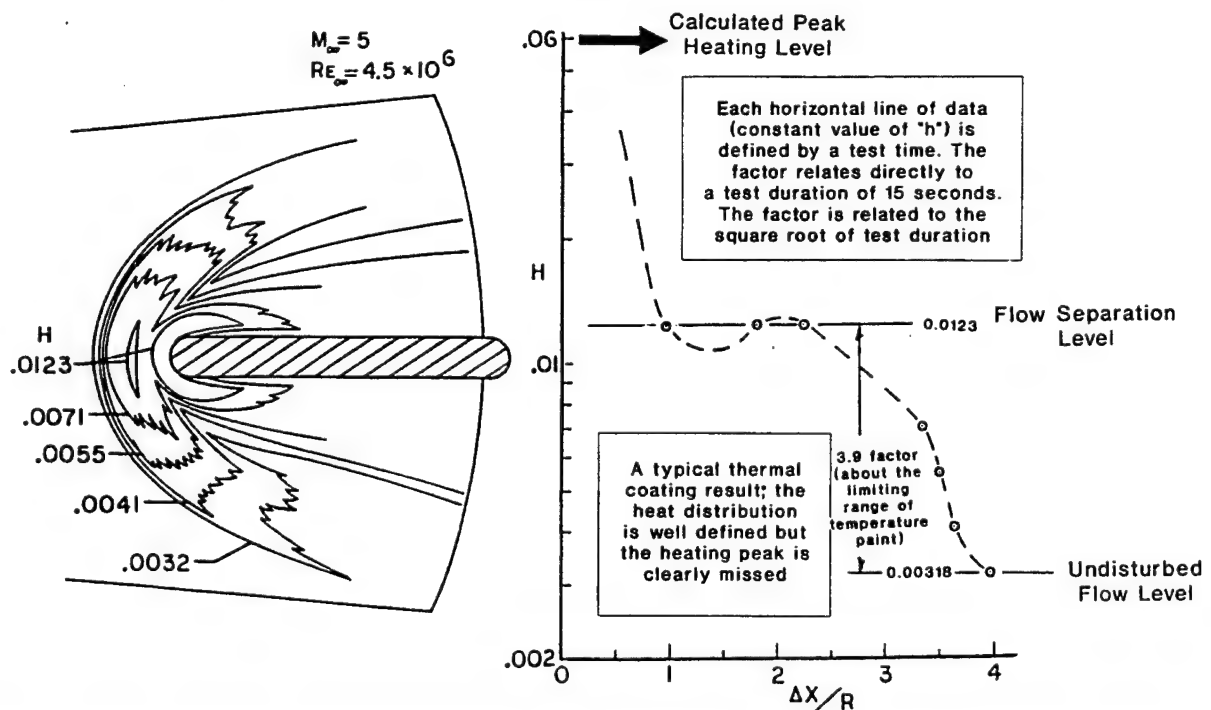 M∞= 5
RE∞= 4.5 × 10⁶
H
.0123
.0071
.0055
.0041
.0032
Calculated Peak
Heating Level
.06
Each horizontal line of data
(constant value of "h") is
defined by a test time. The
factor relates directly to
a test duration of 15 seconds.
The factor is related to the
square root of test duration
H
0.0123
Flow Separation
Level
.01
A typical thermal
coating result; the
heat distribution
is well defined but
the heating peak is
clearly missed
3.9 factor
(about the
limiting
range of
temperature
paint)
0.00318
Undisturbed
Flow Level
.002
0 1 2 3 4
ΔX/R